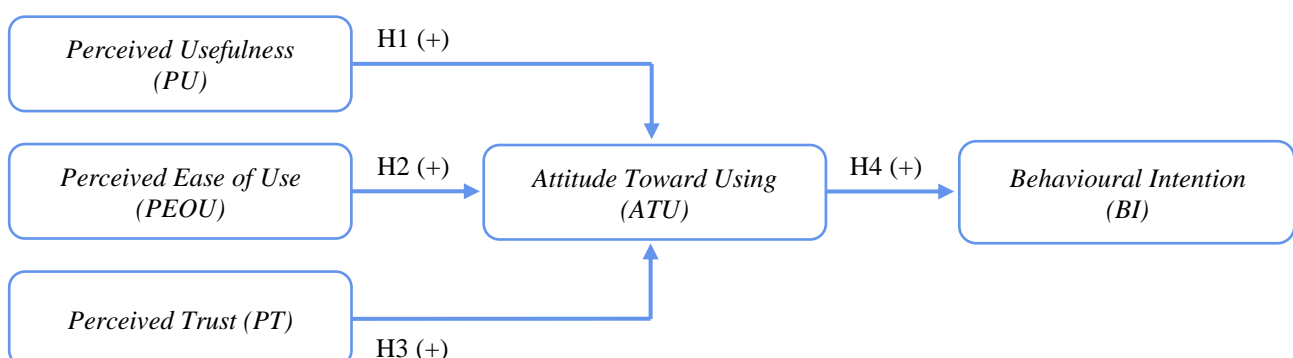 Perceived Usefulness
(PU)
H1 (+)
Perceived Ease of Use
(PEOU)
H2 (+)
Attitude Toward Using
(ATU)
H4 (+)
Behavioural Intention
(BI)
Perceived Trust (PT)
H3 (+)